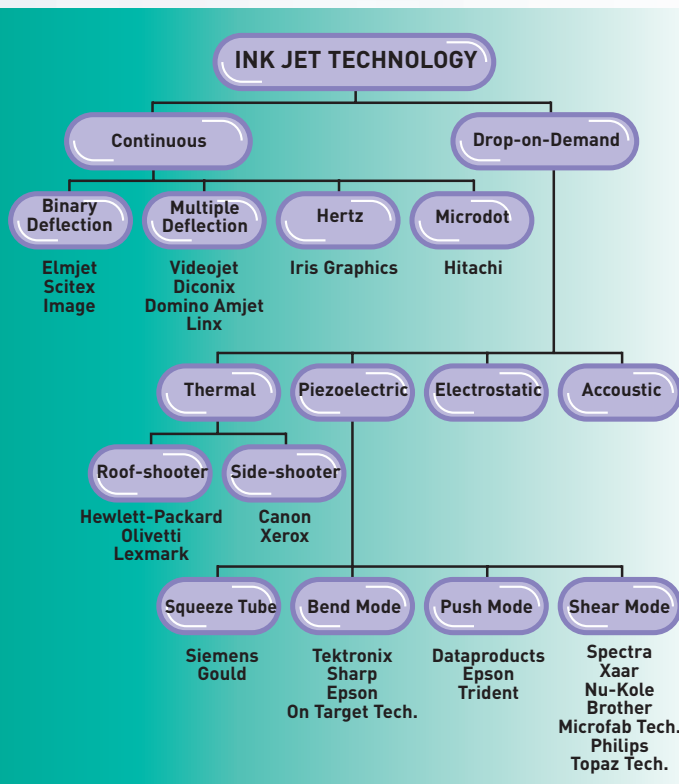 INK JET TECHNOLOGY
Continuous
Drop-on-Demand
Binary
Deflection
Multiple
Deflection
Hertz
Microdot
Elmjet
Scitex
Image
Videojet
Diconix
Domino Amjet
Linx
Iris Graphics
Hitachi
Thermal
Piezoelectric
Electrostatic
Accoustic
Roof-shooter
Side-shooter
Hewlett-Packard
Olivetti
Lexmark
Canon
Xerox
Squeeze Tube
Bend Mode
Push Mode
Shear Mode
Siemens
Gould
Tektronix
Sharp
Epson
On Target Tech.
Dataproducts
Epson
Trident
Spectra
Xaar
Nu-Kole
Brother
Microfab Tech.
Philips
Topaz Tech.